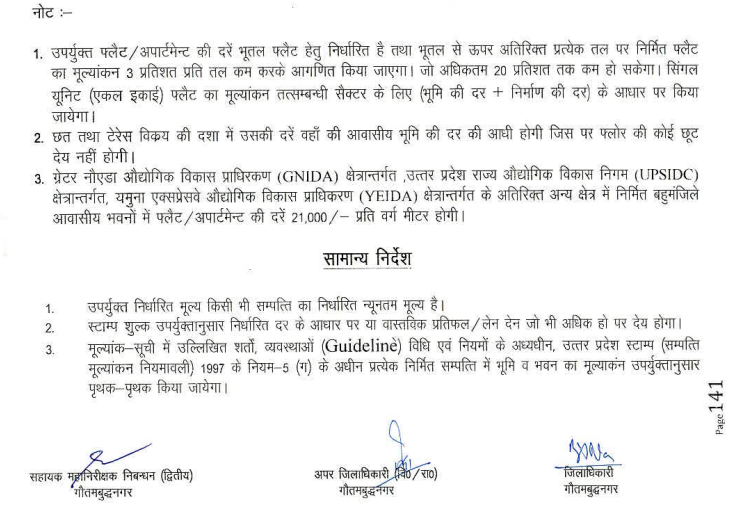 नोट :–
1. उपर्युक्त फ्लैट/अपार्टमेन्ट की दरें भूतल फ्लैट हेतु निर्धारित है तथा भूतल से ऊपर अतिरिक्त प्रत्येक तल पर निर्मित फ्लैट
का मूल्यांकन 3 प्रतिशत प्रति तल कम करके आगणित किया जाएगा। जो अधिकतम 20 प्रतिशत तक कम हो सकेगा। सिंगल
यूनिट (एकल इकाई) फ्लैट का मूल्यांकन तत्सम्बन्धी सैक्टर के लिए (भूमि की दर + निर्माण की दर) के आधार पर किया
जायेगा।
2. छत तथा टेरेस विक्रय की दशा में उसकी दरें वहाँ की आवासीय भूमि की दर की आधी होगी जिस पर फ्लोर की कोई छूट
देय नहीं होगी।
3. ग्रेटर नौएडा औद्योगिक विकास प्राधिरकण (GNIDA) क्षेत्रान्तर्गत ,उत्तर प्रदेश राज्य औद्योगिक विकास निगम (UPSIDC)
क्षेत्रान्तर्गत, यमुना एक्सप्रेसवे औद्योगिक विकास प्राधिकरण (YEIDA) क्षेत्रान्तर्गत के अतिरिक्त अन्य क्षेत्र में निर्मित बहुमंजिले
आवासीय भवनों में फ्लैट/अपार्टमेन्ट की दरें 21,000/– प्रति वर्ग मीटर होगी।
सामान्य निर्देश
1. उपर्युक्त निर्धारित मूल्य किसी भी सम्पत्ति का निर्धारित न्यूनतम मूल्य है।
2. स्टाम्प शुल्क उपर्युक्तानुसार निर्धारित दर के आधार पर या वास्तविक प्रतिफल/लेन देन जो भी अधिक हो पर देय होगा।
3. मूल्यांक–सूची में उल्लिखित शर्तो, व्यवस्थाओं (Guideline) विधि एवं नियमों के अध्यधीन, उत्तर प्रदेश स्टाम्प (सम्पत्ति
मूल्यांकन नियमावली) 1997 के नियम–5 (ग) के अधीन प्रत्येक निर्मित सम्पत्ति में भूमि व भवन का मूल्याकंन उपर्युक्तानुसार
पृथक–पृथक किया जायेगा।
Page 141
सहायक महानिरीक्षक निबन्धन (द्वितीय)
गौतमबुद्धनगर
अपर जिलाधिकारी (वि0/रा0)
गौतमबुद्धनगर
जिलाधिकारी
गौतमबुद्धनगर